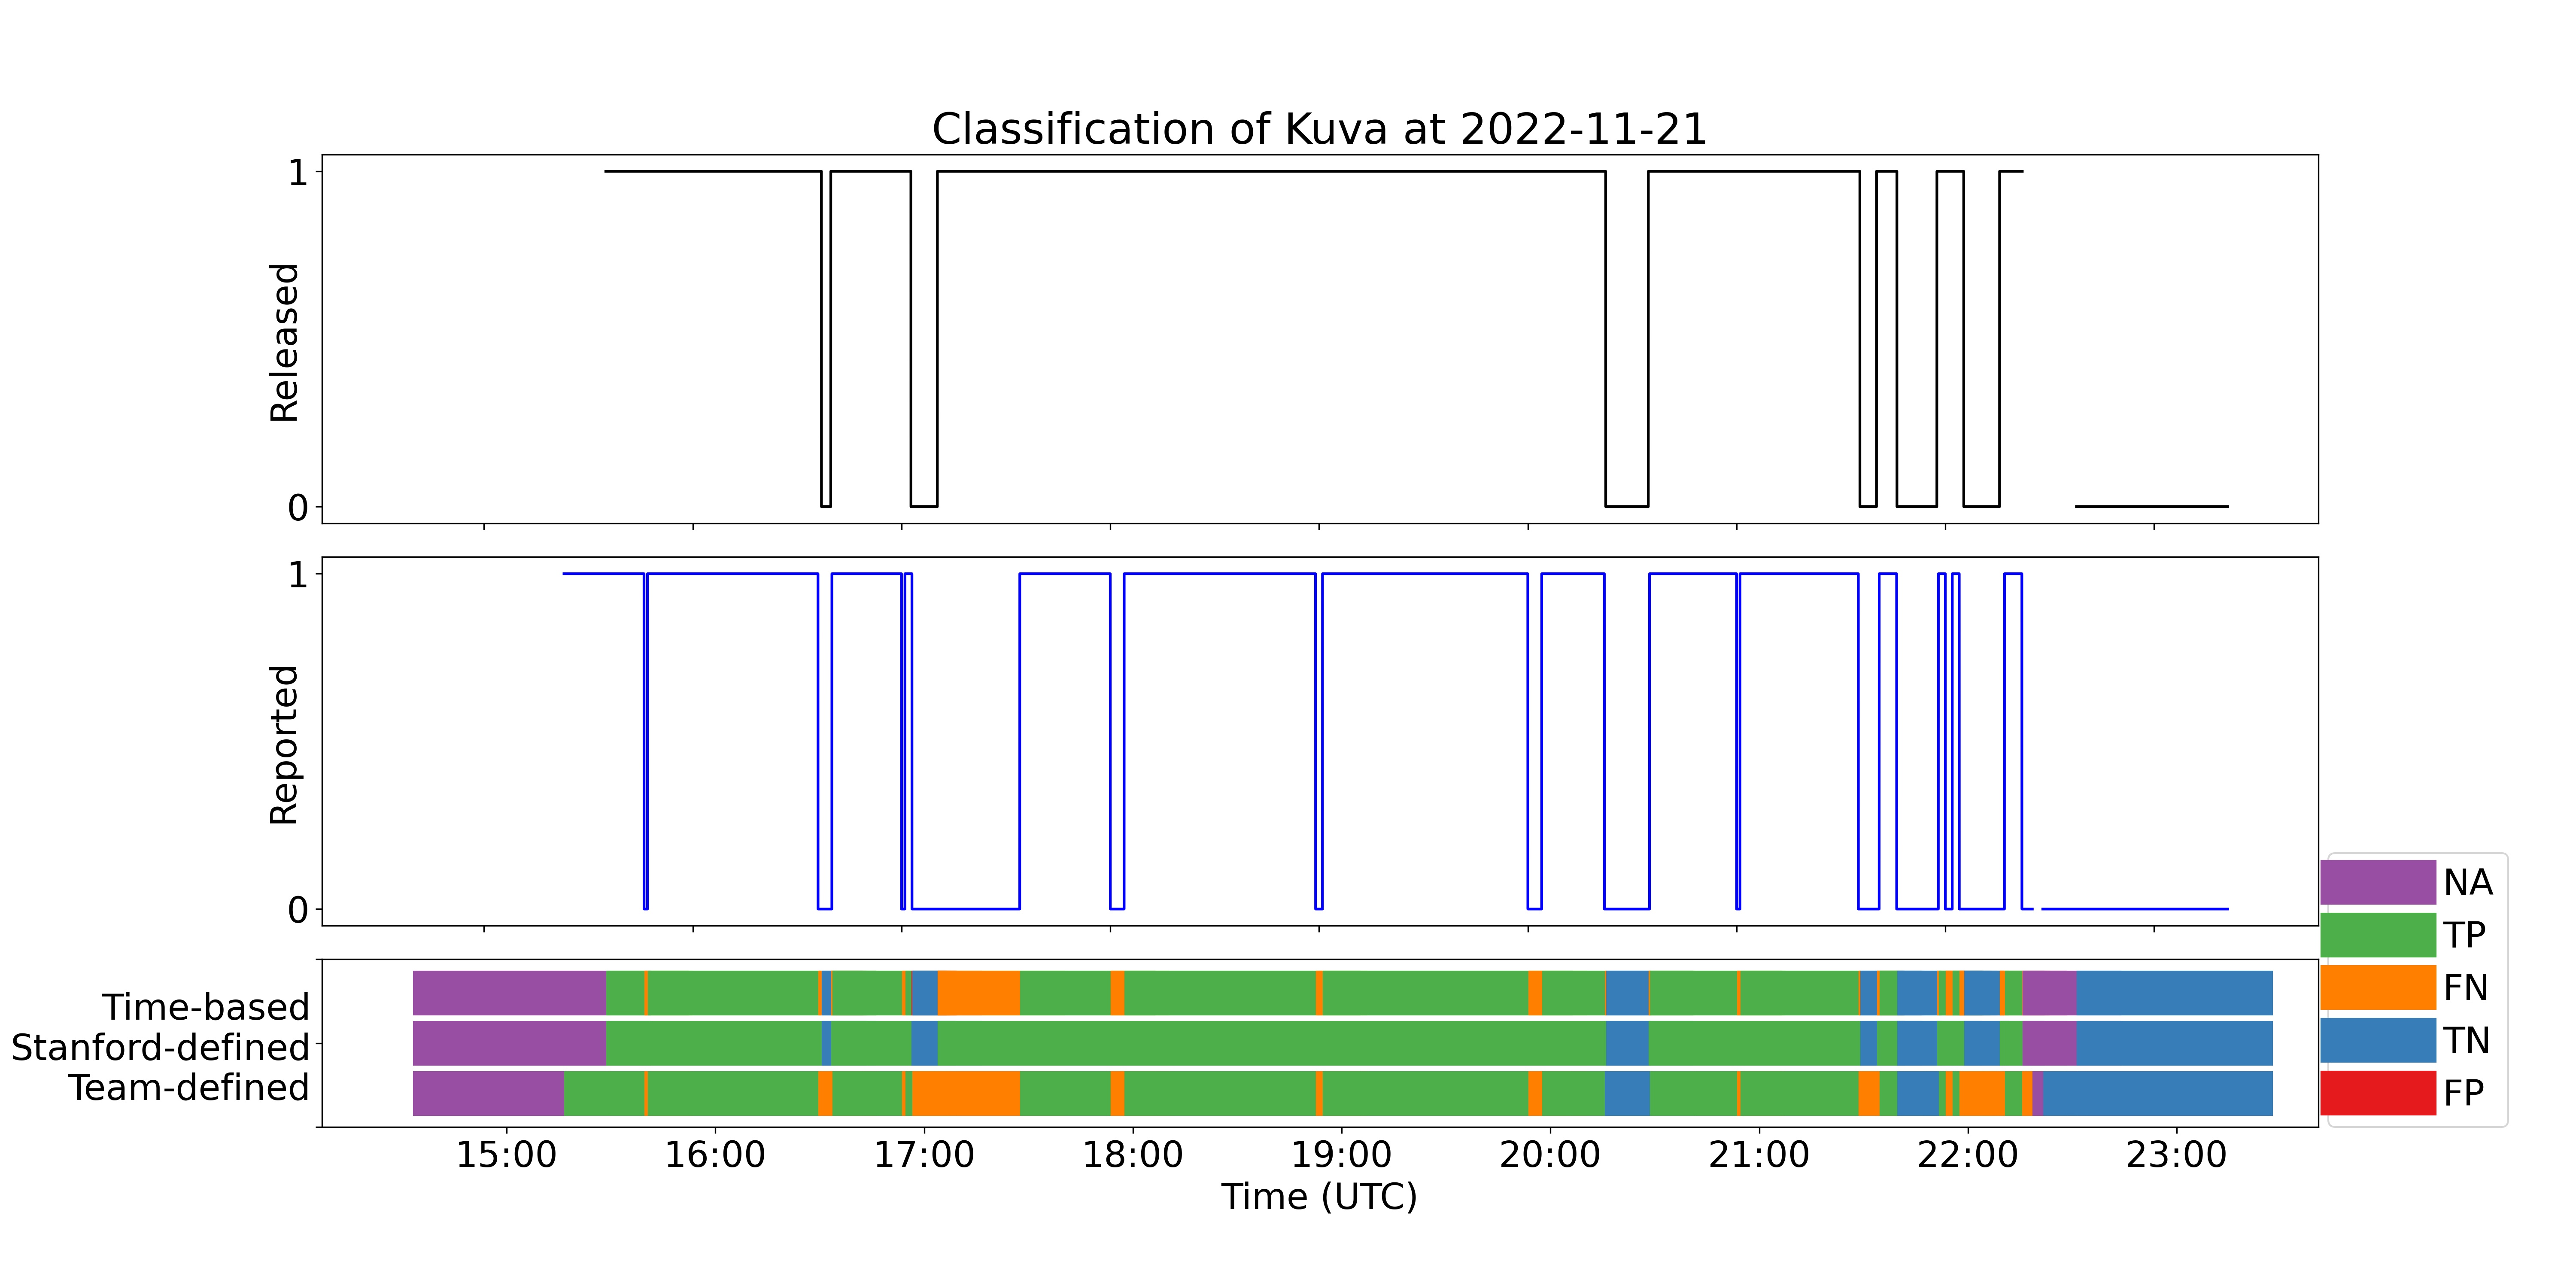 Classification of Kuva at 2022-11-21
1
Released
0
1
Reported
0
NA
TP
FN
TN
FP
Time-based
Stanford-defined
Team-defined
15:00 16:00 17:00 18:00 19:00 20:00 21:00 22:00 23:00
Time (UTC)